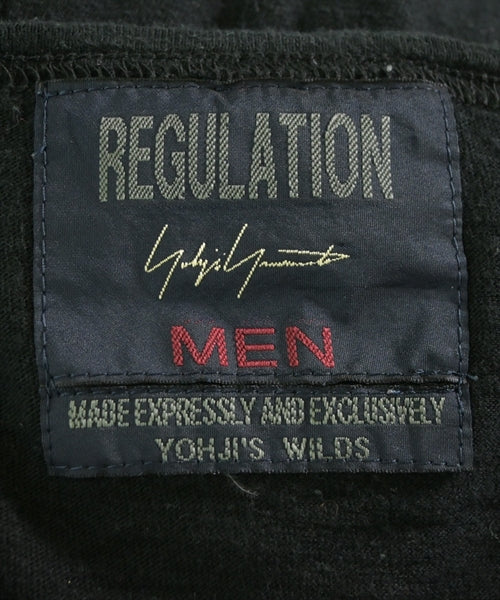 REGULATION
Yohji Yamamoto
MEN
MADE EXPRESSLY AND EXCLUSIVELY
YOHJI'S WILDS